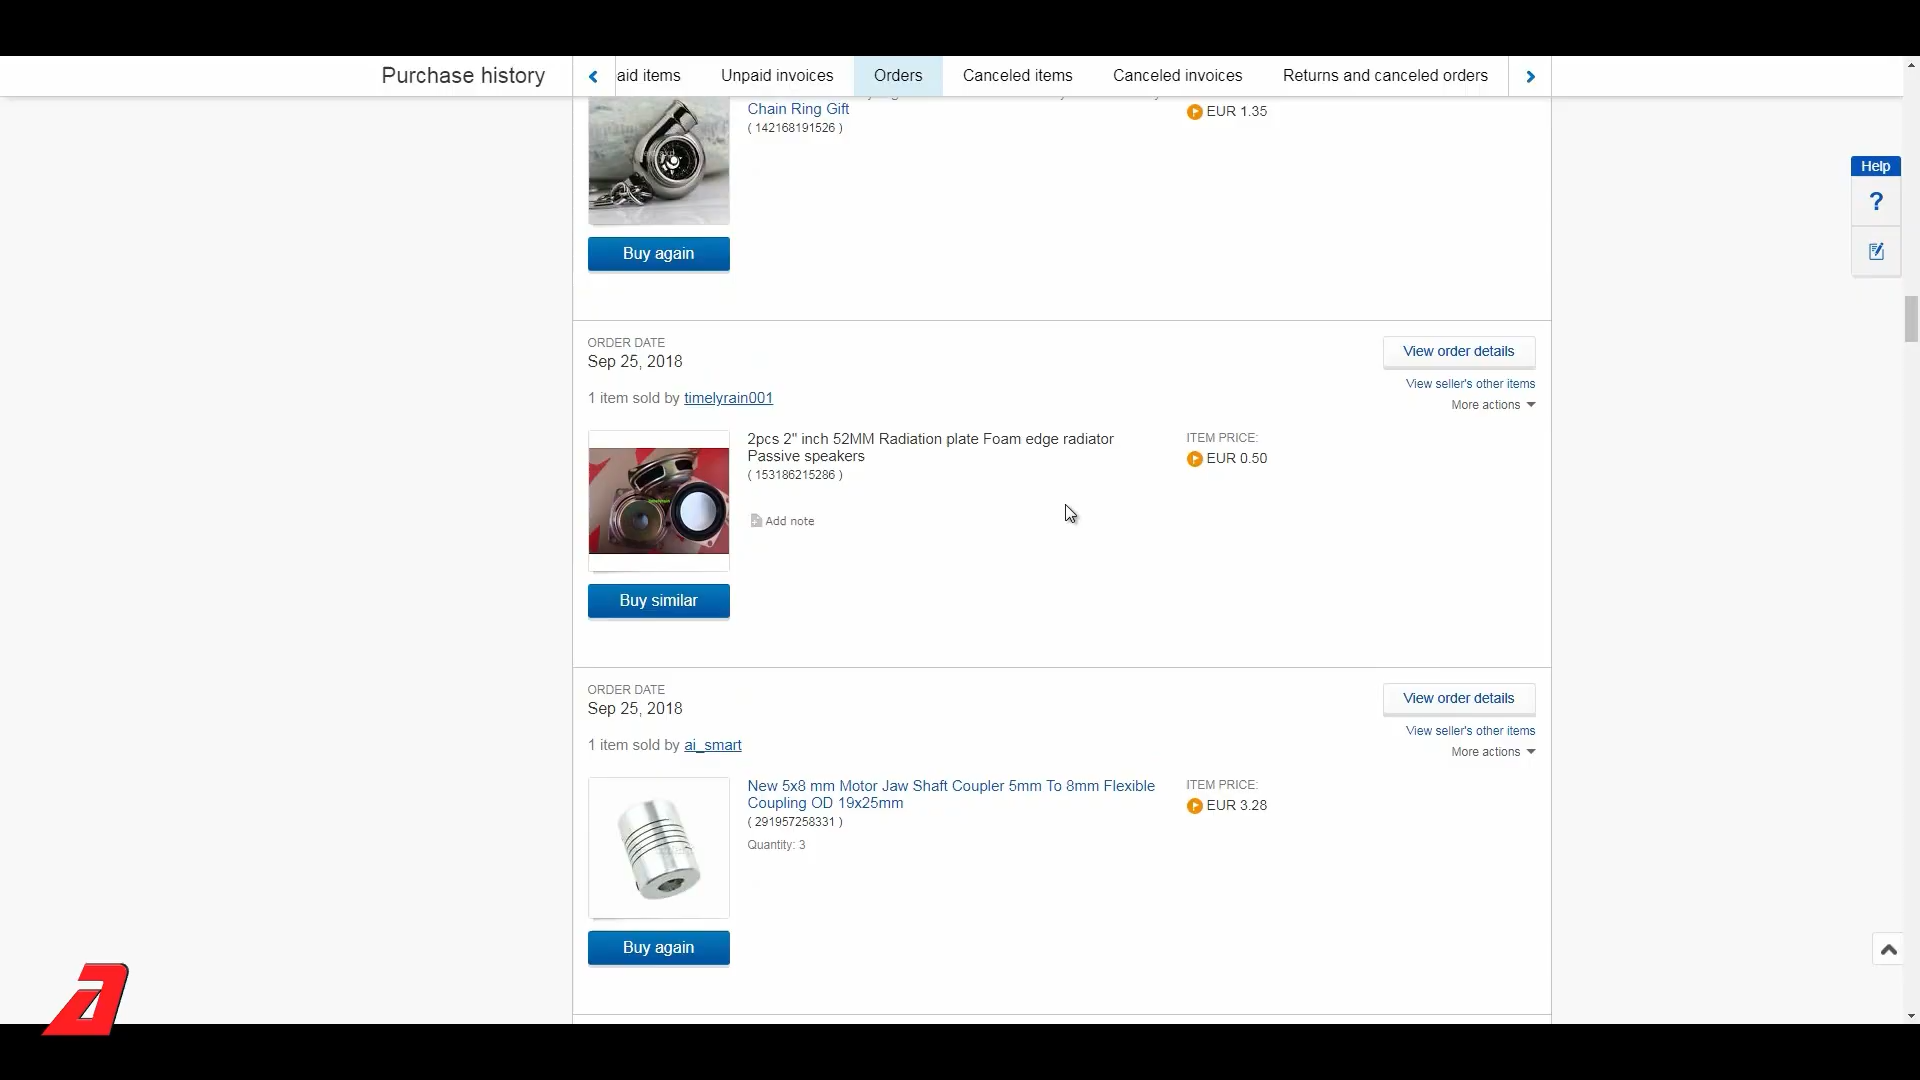 Purchase history
aid items
Unpaid invoices
Orders
Canceled items
Canceled invoices
Returns and canceled orders
Chain Ring Gift
( 142168191526 )
EUR 1.35
Help
?
Buy again
ORDER DATE
Sep 25, 2018
View order details
View seller's other items
1 item sold by timelyrain001
More actions
2pcs 2" inch 52MM Radiation plate Foam edge radiator
Passive speakers
( 153186215286 )
ITEM PRICE:
EUR 0.50
Add note
Buy similar
ORDER DATE
Sep 25, 2018
View order details
View seller's other items
1 item sold by ai_smart
More actions
New 5x8 mm Motor Jaw Shaft Coupler 5mm To 8mm Flexible
Coupling OD 19x25mm
( 291957258331 )
Quantity: 3
ITEM PRICE:
EUR 3.28
Buy again
a